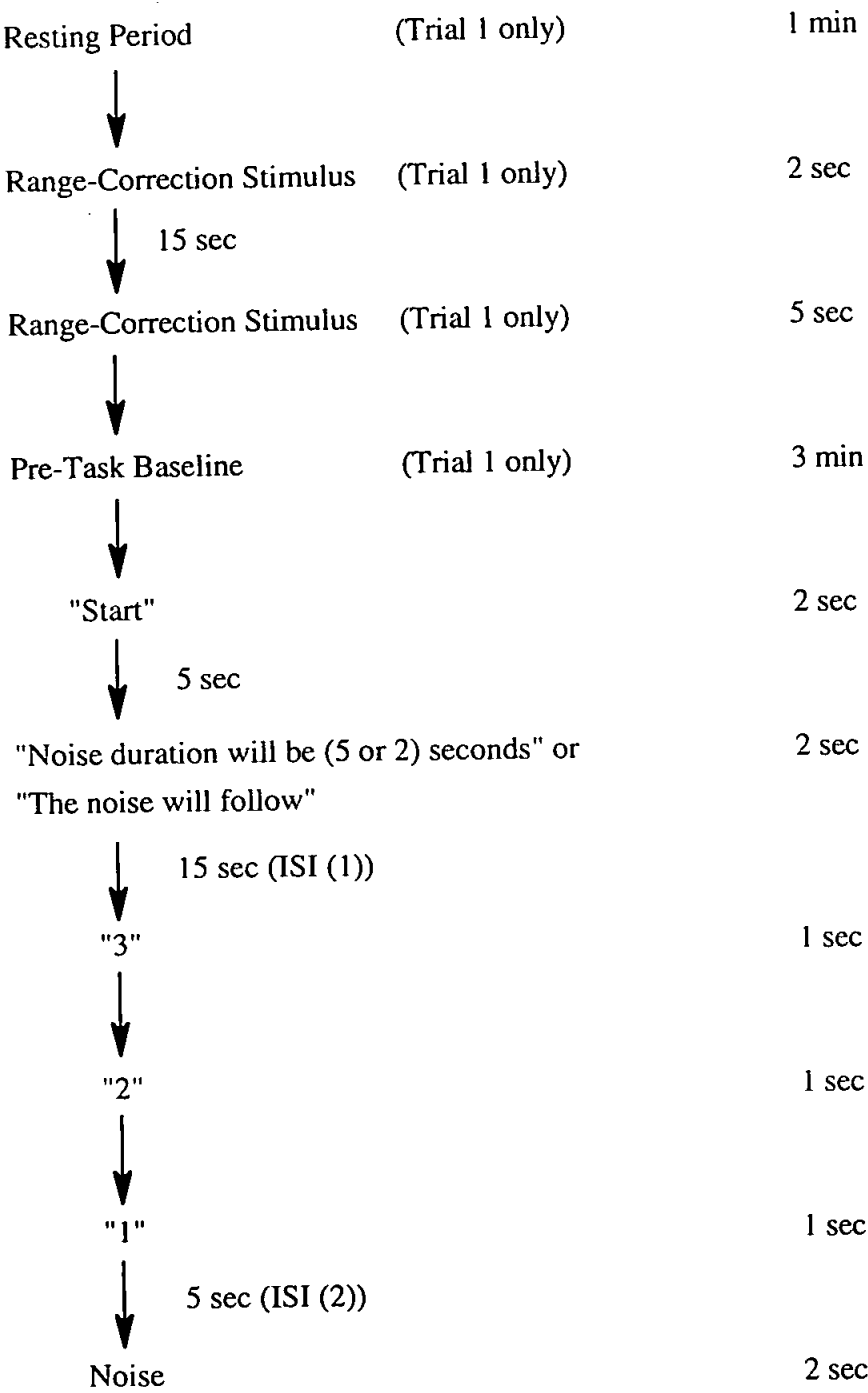 Resting Period (Trial 1 only) 1 min
Range-Correction Stimulus (Trial 1 only) 2 sec
15 sec
Range-Correction Stimulus (Trial 1 only) 5 sec
Pre-Task Baseline (Trial 1 only) 3 min
"Start" 2 sec
5 sec
"Noise duration will be (5 or 2) seconds" or 2 sec
"The noise will follow"
15 sec (ISI (1))
"3" 1 sec
"2" 1 sec
"1" 1 sec
5 sec (ISI (2))
Noise 2 sec